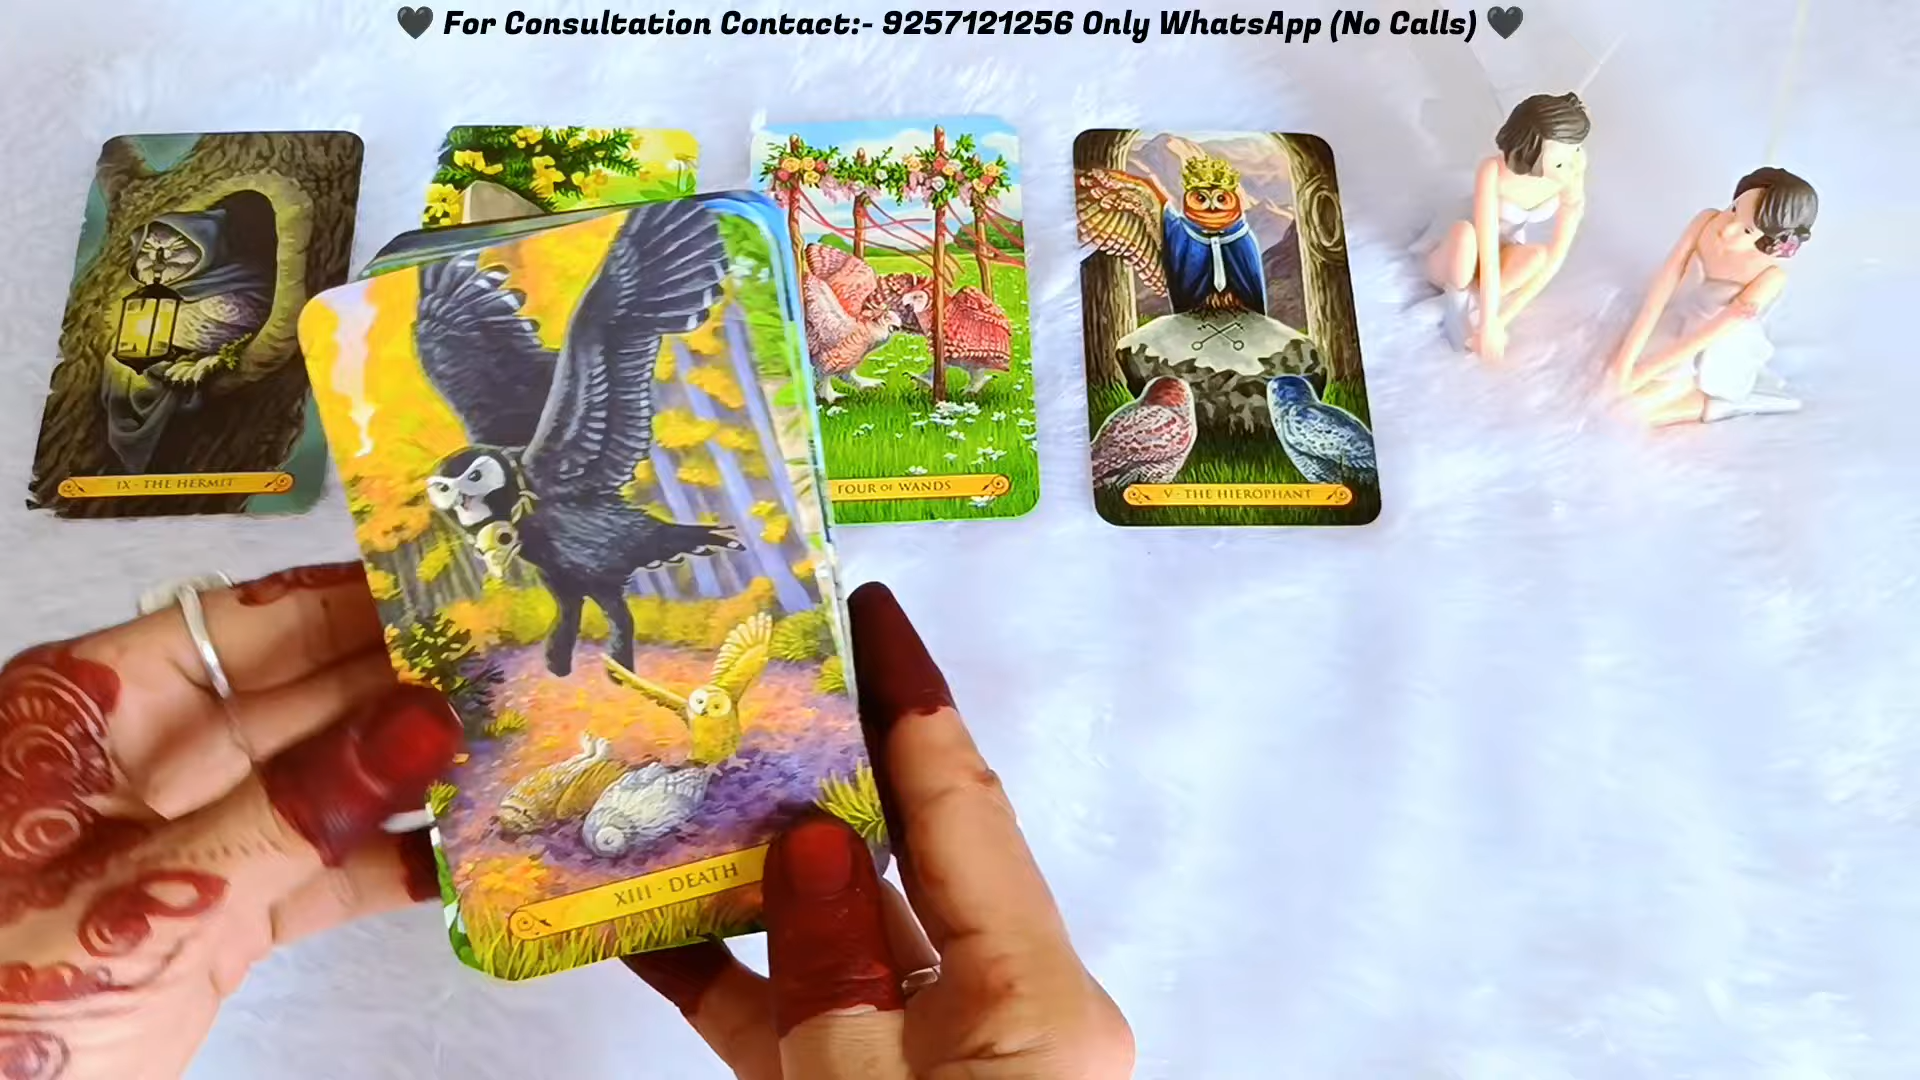 🖤 For Consultation Contact:- 9257121256 Only WhatsApp (No Calls) 🖤
IX · THE HERMIT
FOUR OF WANDS
V · THE HIEROPHANT
XIII · DEATH